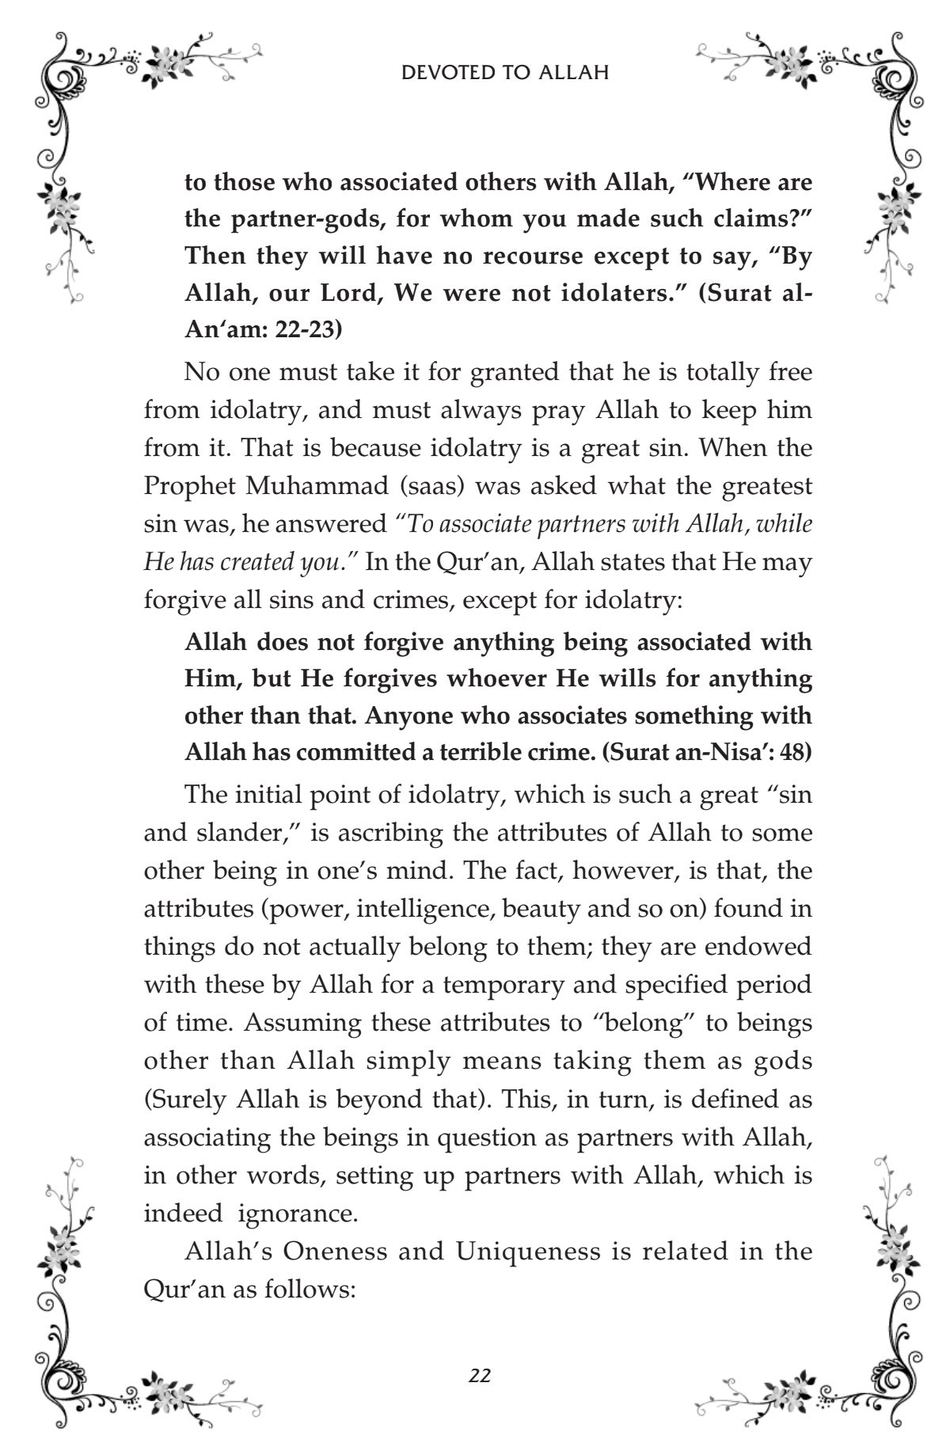 DEVOTED TO ALLAH
to those who associated others with Allah, “Where are
the partner-gods, for whom you made such claims?”
Then they will have no recourse except to say, “By
Allah, our Lord, We were not idolaters.” (Surat al-
An‘am: 22-23)
No one must take it for granted that he is totally free
from idolatry, and must always pray Allah to keep him
from it. That is because idolatry is a great sin. When the
Prophet Muhammad (saas) was asked what the greatest
sin was, he answered “To associate partners with Allah, while
He has created you.” In the Qur’an, Allah states that He may
forgive all sins and crimes, except for idolatry:
Allah does not forgive anything being associated with
Him, but He forgives whoever He wills for anything
other than that. Anyone who associates something with
Allah has committed a terrible crime. (Surat an-Nisa’: 48)
The initial point of idolatry, which is such a great “sin
and slander,” is ascribing the attributes of Allah to some
other being in one’s mind. The fact, however, is that, the
attributes (power, intelligence, beauty and so on) found in
things do not actually belong to them; they are endowed
with these by Allah for a temporary and specified period
of time. Assuming these attributes to “belong” to beings
other than Allah simply means taking them as gods
(Surely Allah is beyond that). This, in turn, is defined as
associating the beings in question as partners with Allah,
in other words, setting up partners with Allah, which is
indeed ignorance.
Allah’s Oneness and Uniqueness is related in the
Qur’an as follows:
22